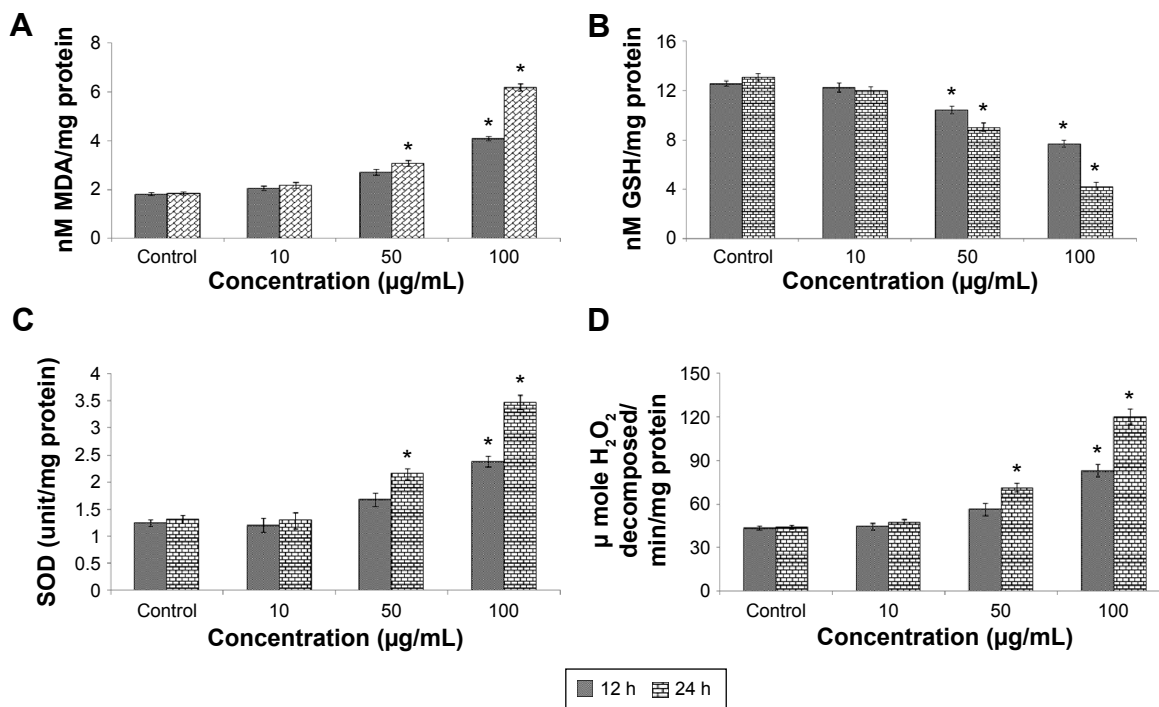 A
nM MDA/mg protein
8
6
4
2
0
* * *
Control 10 50 100
Concentration (µg/mL)
B
nM GSH/mg protein
16
12
8
4
0
* * * *
Control 10 50 100
Concentration (µg/mL)
C
SOD (unit/mg protein)
4
3.5
3
2.5
2
1.5
1
0.5
0
* * *
Control 10 50 100
Concentration (µg/mL)
D
µ mole H₂O₂
decomposed/
min/mg protein
150
120
90
60
30
0
* * *
Control 10 50 100
Concentration (µg/mL)
12 h 24 h